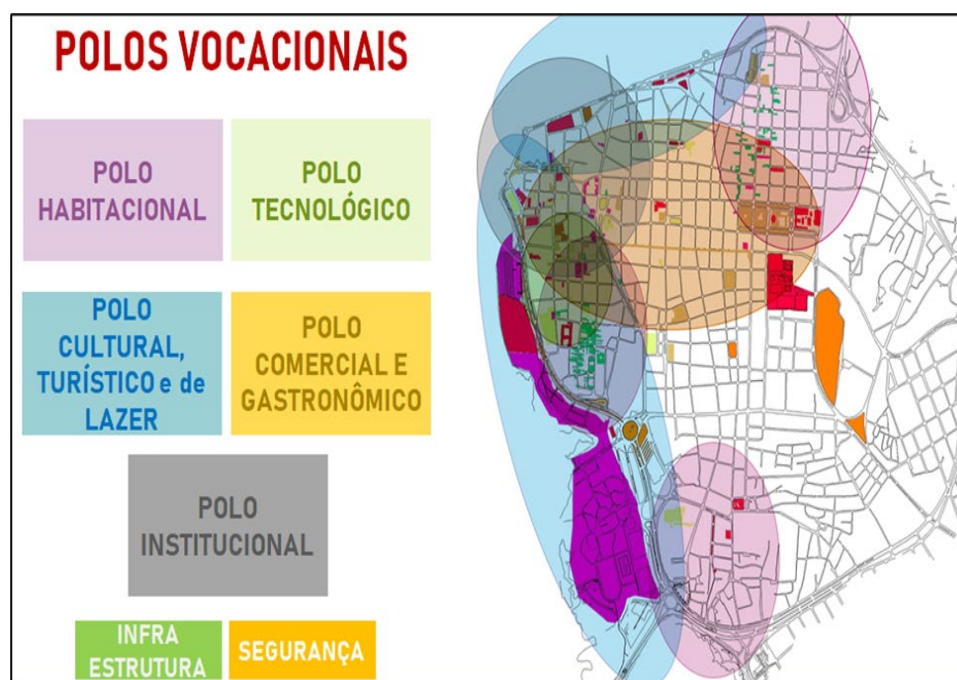 POLOS VOCACIONAIS
POLO
HABITACIONAL
POLO
TECNOLÓGICO
POLO
CULTURAL,
TURÍSTICO e de
LAZER
POLO
COMERCIAL E
GASTRONÔMICO
POLO
INSTITUCIONAL
INFRA
ESTRUTURA
SEGURANÇA